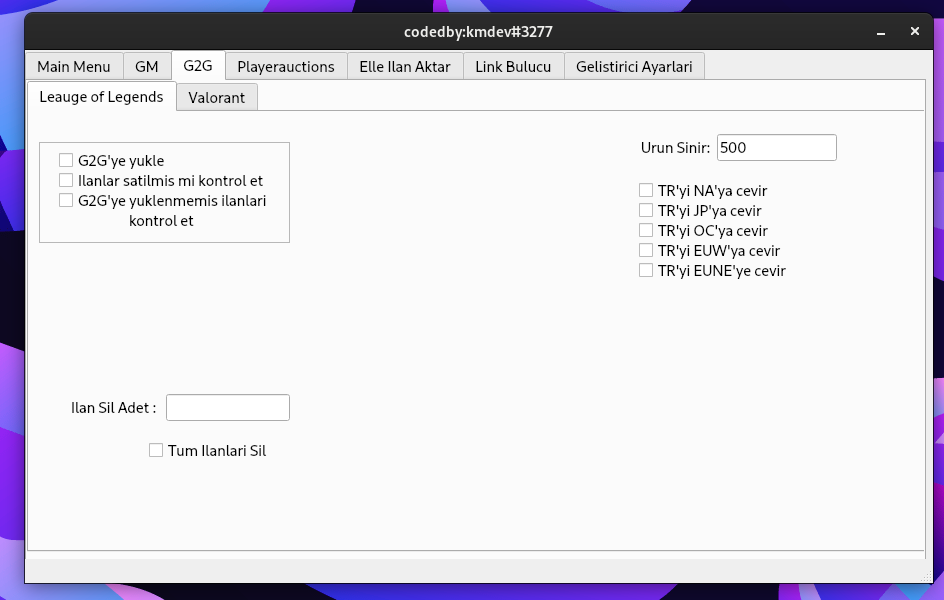 codedby:kmdev#3277
Main Menu GM G2G Playerauctions Elle Ilan Aktar Link Bulucu Gelistirici Ayarlari
Leauge of Legends Valorant
G2G'ye yukle
Ilanlar satilmis mi kontrol et
G2G'ye yuklenmemis ilanlari
kontrol et
Urun Sinir: 500
TR'yi NA'ya cevir
TR'yi JP'ya cevir
TR'yi OC'ya cevir
TR'yi EUW'ya cevir
TR'yi EUNE'ye cevir
Ilan Sil Adet :
Tum Ilanlari Sil